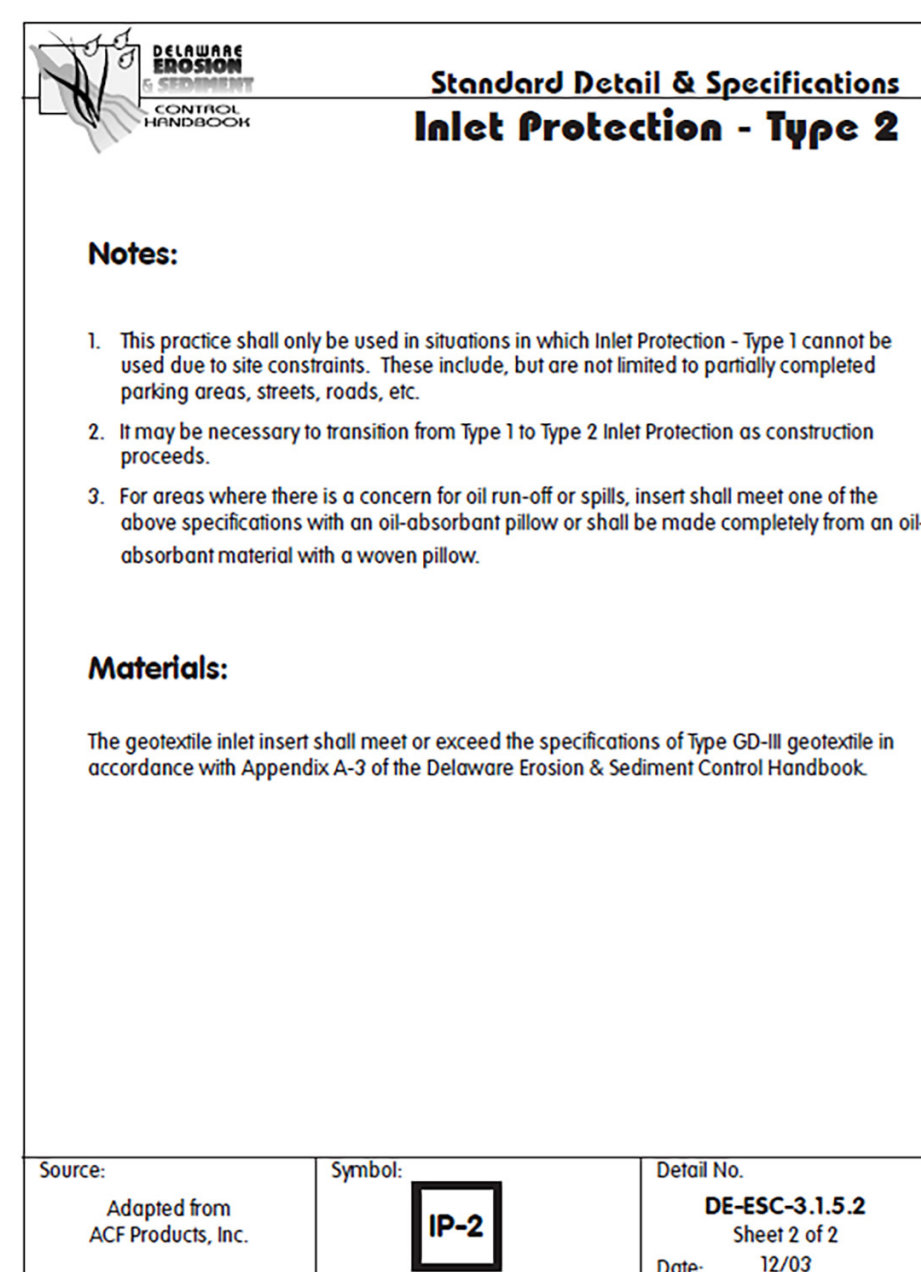 DELAWARE
EROSION
& SEDIMENT
CONTROL
HANDBOOK
Standard Detail & Specifications
Inlet Protection - Type 2
Notes:
1. This practice shall only be used in situations in which Inlet Protection - Type 1 cannot be
used due to site constraints. These include, but are not limited to partially completed
parking areas, streets, roads, etc.
2. It may be necessary to transition from Type 1 to Type 2 Inlet Protection as construction
proceeds.
3. For areas where there is a concern for oil run-off or spills, insert shall meet one of the
above specifications with an oil-absorbant pillow or shall be made completely from an oil-
absorbant material with a woven pillow.
Materials:
The geotextile inlet insert shall meet or exceed the specifications of Type GD-III geotextile in
accordance with Appendix A-3 of the Delaware Erosion & Sediment Control Handbook.
Source:
Adapted from
ACF Products, Inc.
Symbol:
IP-2
Detail No.
DE-ESC-3.1.5.2
Sheet 2 of 2
Date: 12/03